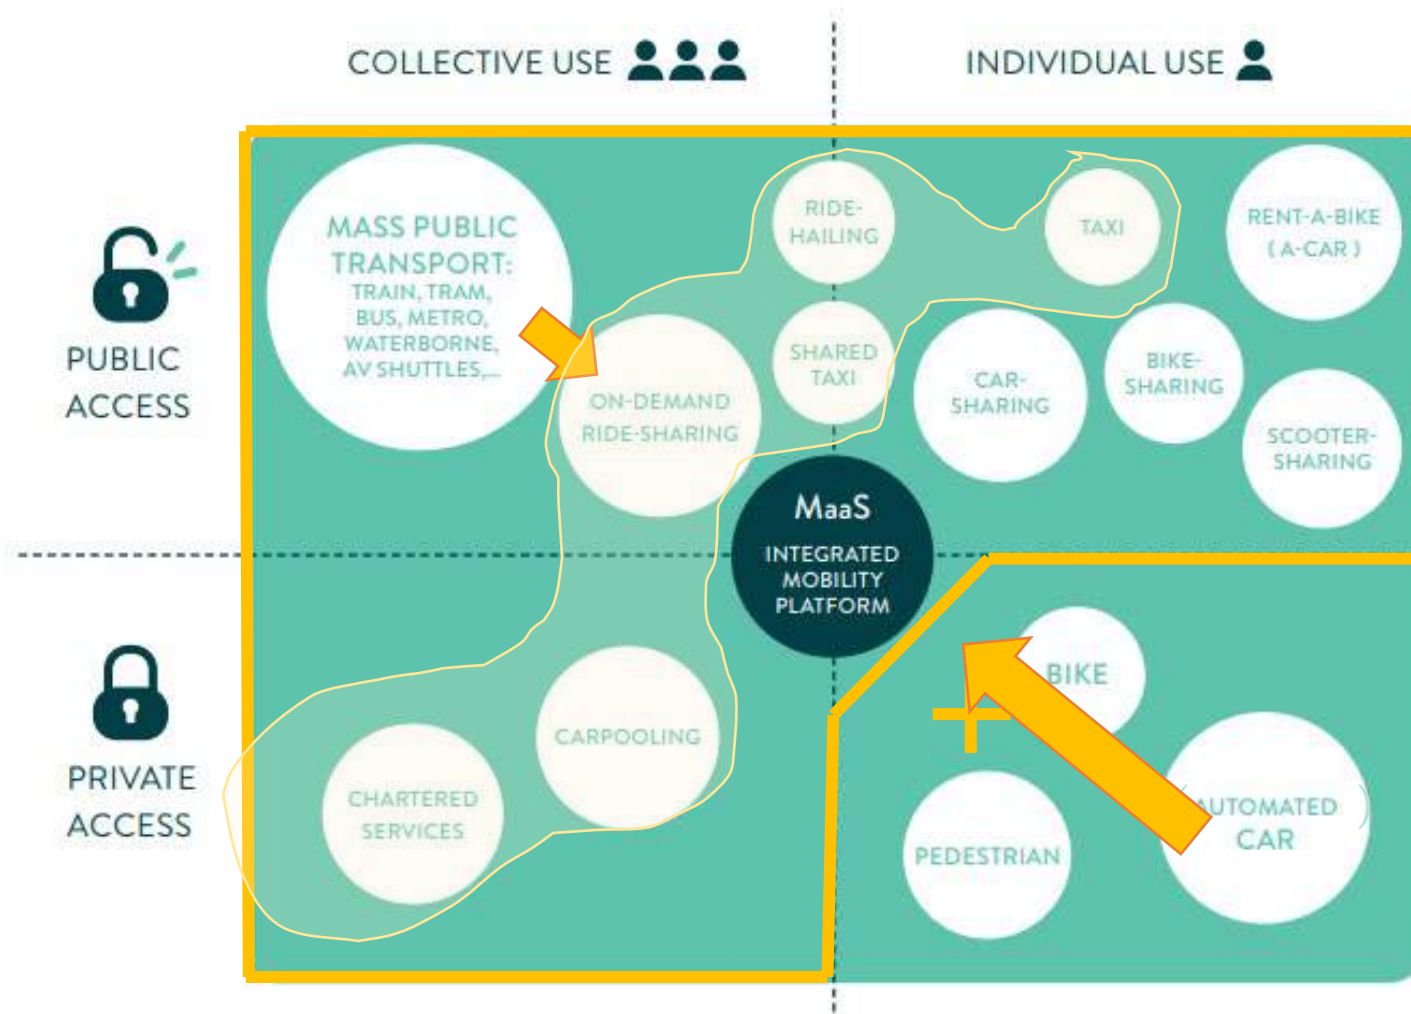 COLLECTIVE USE
INDIVIDUAL USE
PUBLIC
ACCESS
MASS PUBLIC
TRANSPORT:
TRAIN, TRAM,
BUS, METRO,
WATERBORNE,
AV SHUTTLES,...
ON-DEMAND
RIDE-SHARING
RIDE-
HAILING
SHARED
TAXI
TAXI
RENT-A-BIKE
( A-CAR )
CAR-
SHARING
BIKE-
SHARING
SCOOTER-
SHARING
MaaS
INTEGRATED
MOBILITY
PLATFORM
PRIVATE
ACCESS
CHARTERED
SERVICES
CARPOOLING
BIKE
PEDESTRIAN
(AUTOMATED)
CAR